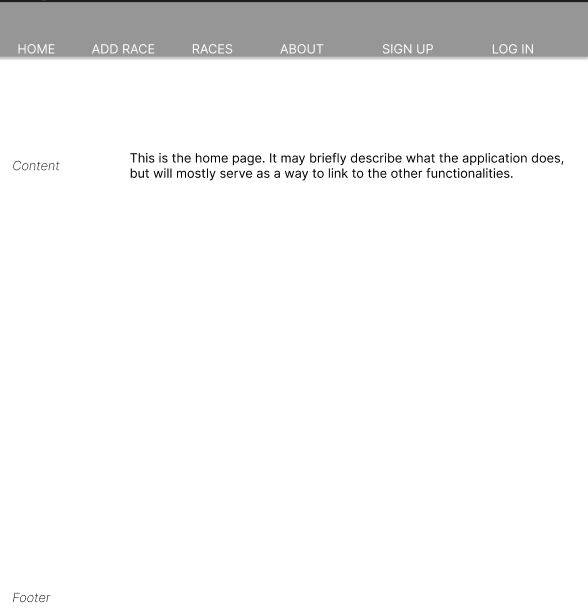 HOME ADD RACE RACES ABOUT SIGN UP LOG IN
Content
This is the home page. It may briefly describe what the application does,
but will mostly serve as a way to link to the other functionalities.
Footer